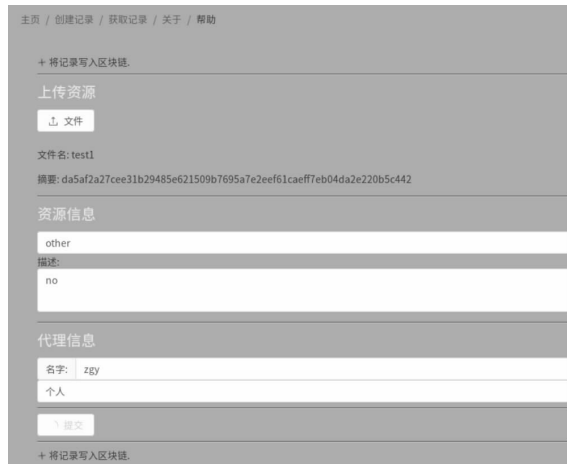 主页 / 创建记录 / 获取记录 / 关于 / 帮助
+ 将记录写入区块链.
上传资源
文件
文件名: test1
摘要: da5af2a27cee31b29485e621509b7695a7e2eef61caeff7eb04da2e220b5c442
资源信息
other
描述:
no
代理信息
名字: zgy
个人
提交
+ 将记录写入区块链.